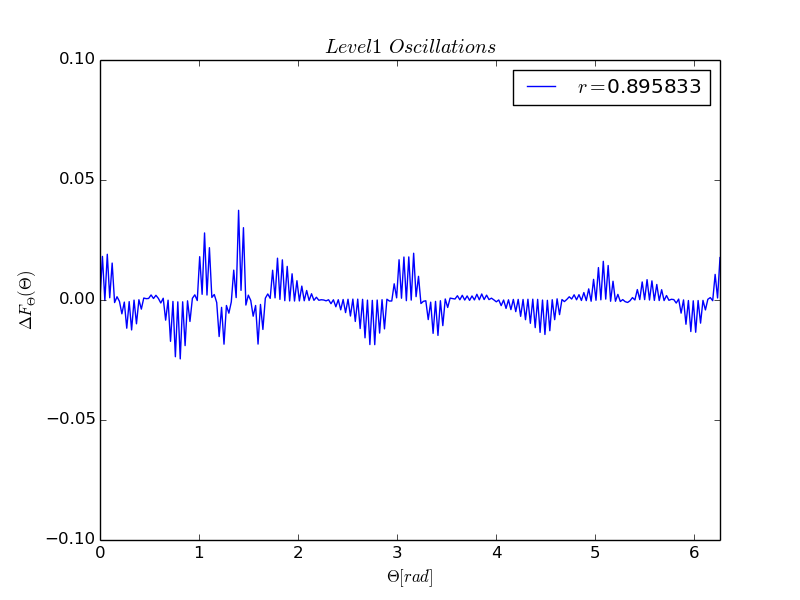 Level1 Oscillations
r=0.895833
0.10
0.05
0.00
−0.05
−0.10
ΔF_Θ(Θ)
0 1 2 3 4 5 6
Θ[rad]